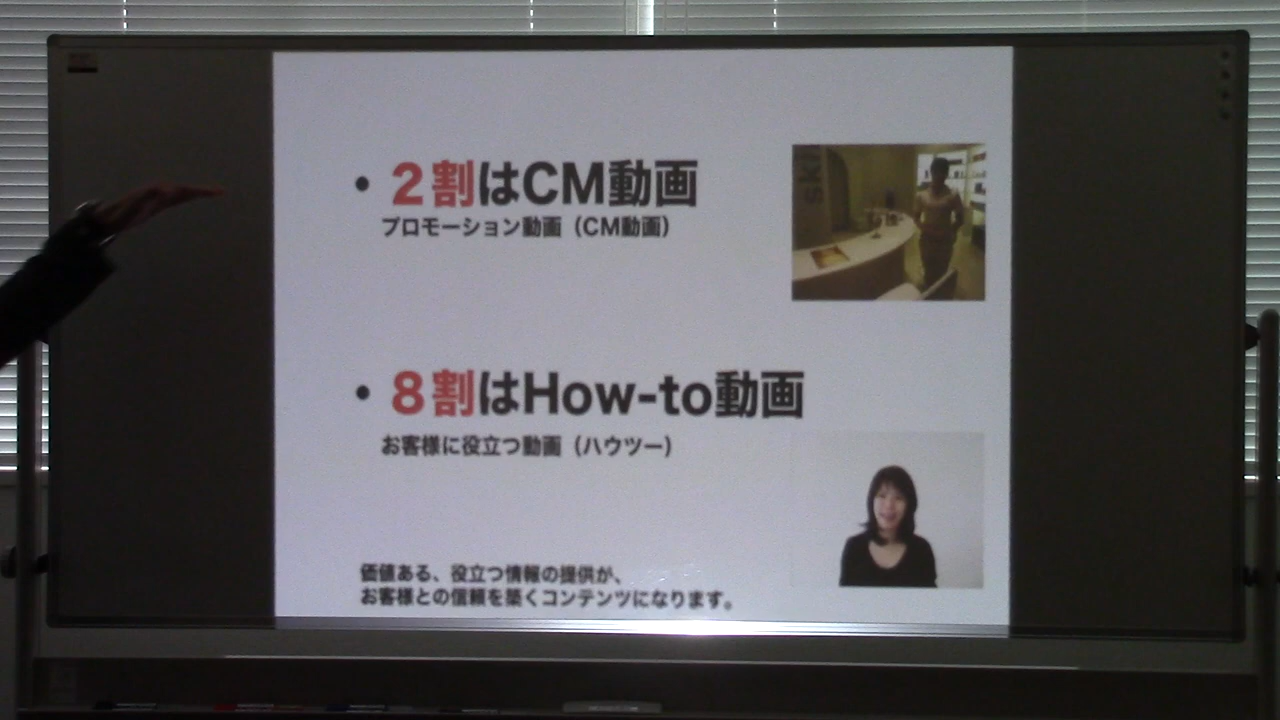 • 2割はCM動画
プロモーション動画（CM動画）
ski
• 8割はHow-to動画
お客様に役立つ動画（ハウツー）
価値ある、役立つ情報の提供が、
お客様との信頼を築くコンテンツになります。